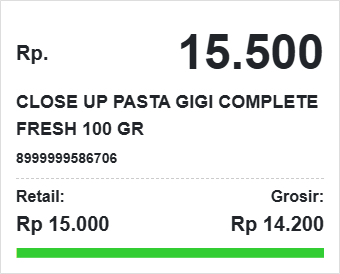 Rp. 15.500
CLOSE UP PASTA GIGI COMPLETE
FRESH 100 GR
8999999586706
Retail: Grosir:
Rp 15.000 Rp 14.200